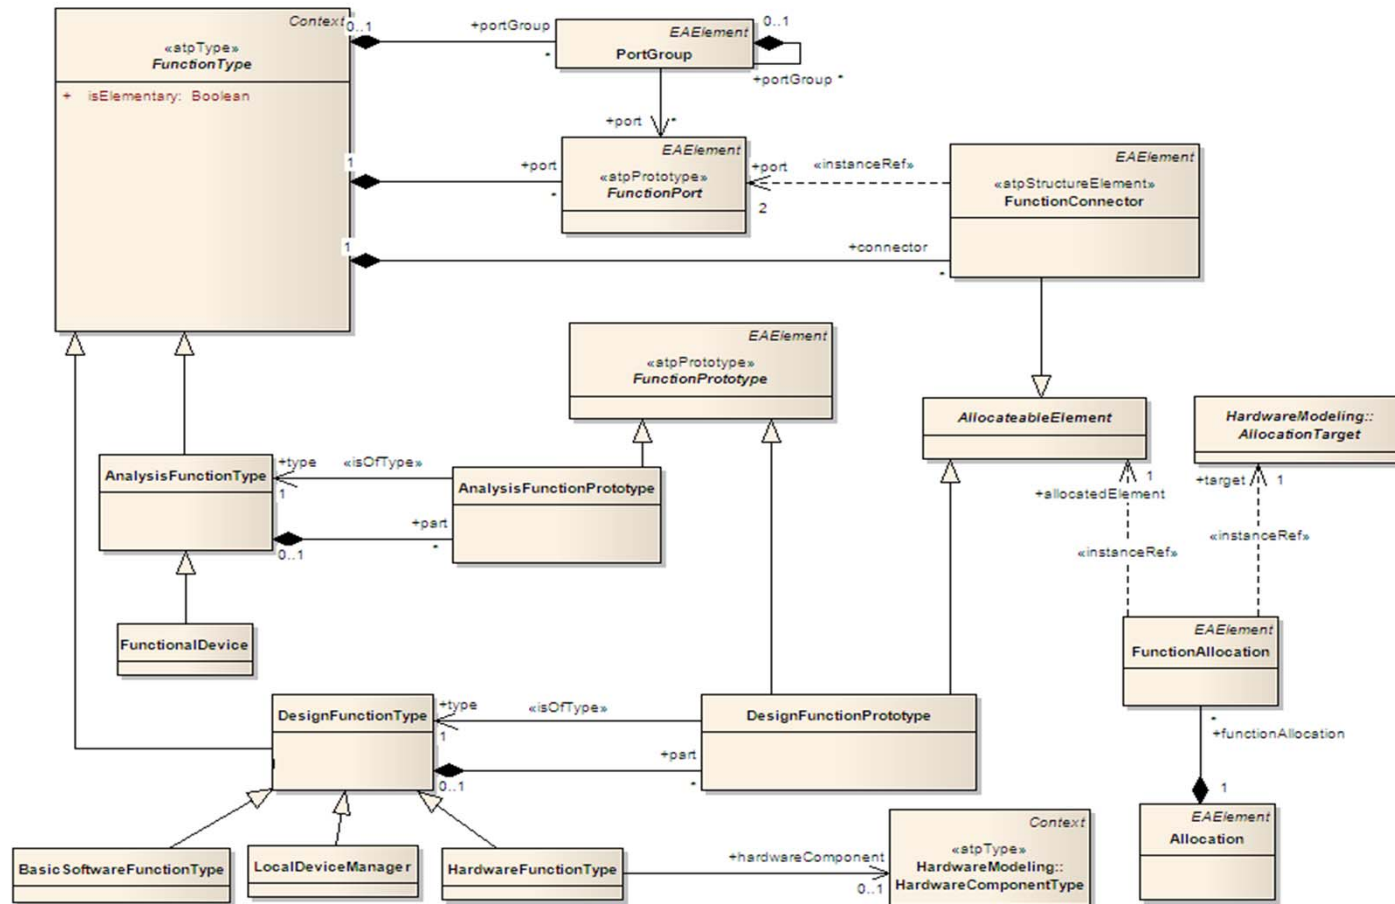 Context
«atpType»
FunctionType
+ isElementary: Boolean
0..1
+portGroup
*
EAElement
PortGroup
0..1
+portGroup *
+port
*
1
+port
*
EAElement
«atpPrototype»
FunctionPort
+port
2
«instanceRef»
EAElement
«atpStructureElement»
FunctionConnector
1
+connector
*
EAElement
«atpPrototype»
FunctionPrototype
AllocateableElement
HardwareModeling::
AllocationTarget
AnalysisFunctionType
+type
1
«isOfType»
AnalysisFunctionPrototype
0..1
+part
*
+allocatedElement
1
+target
1
«instanceRef»
«instanceRef»
FunctionalDevice
EAElement
FunctionAllocation
DesignFunctionType
+type
1
«isOfType»
DesignFunctionPrototype
0..1
+part
*
*
+functionAllocation
1
EAElement
Allocation
BasicSoftwareFunctionType
LocalDeviceManager
HardwareFunctionType
+hardwareComponent
0..1
Context
«atpType»
HardwareModeling::
HardwareComponentType